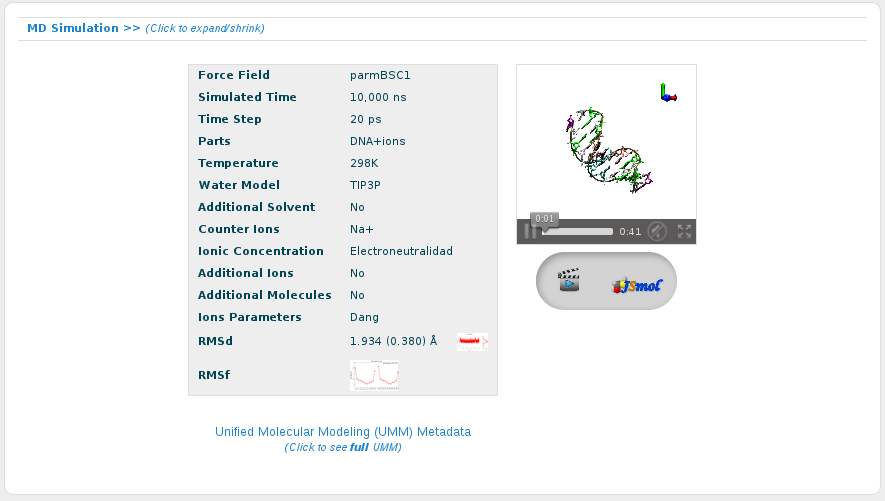 MD Simulation >> (Click to expand/shrink)
Force Field parmBSC1
Simulated Time 10,000 ns
Time Step 20 ps
Parts DNA+ions
Temperature 298K
Water Model TIP3P
Additional Solvent No
Counter Ions Na+
Ionic Concentration Electroneutralidad
Additional Ions No
Additional Molecules No
Ions Parameters Dang
RMSd 1.934 (0.380) Å
RMSf
0:01
0:41
JSmol
Unified Molecular Modeling (UMM) Metadata
(Click to see full UMM)